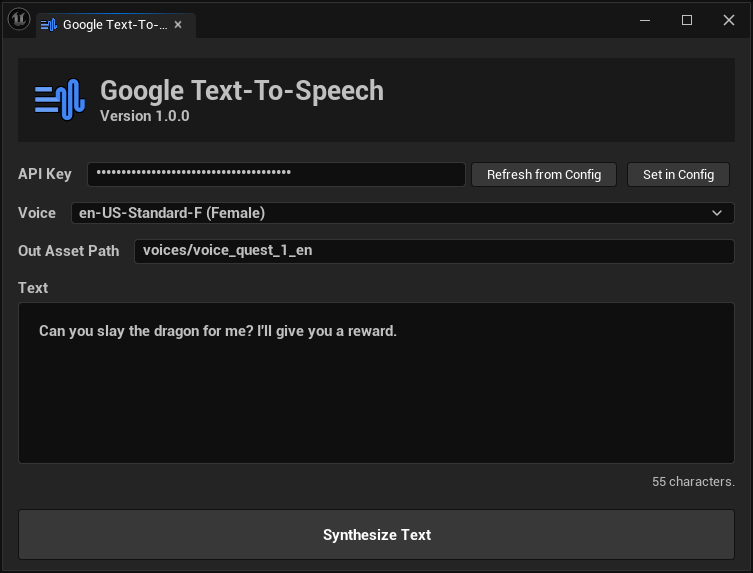 Google Text-To-...
Google Text-To-Speech
Version 1.0.0
API Key
Refresh from Config
Set in Config
Voice
en-US-Standard-F (Female)
Out Asset Path
voices/voice_quest_1_en
Text
Can you slay the dragon for me? I'll give you a reward.
55 characters.
Synthesize Text